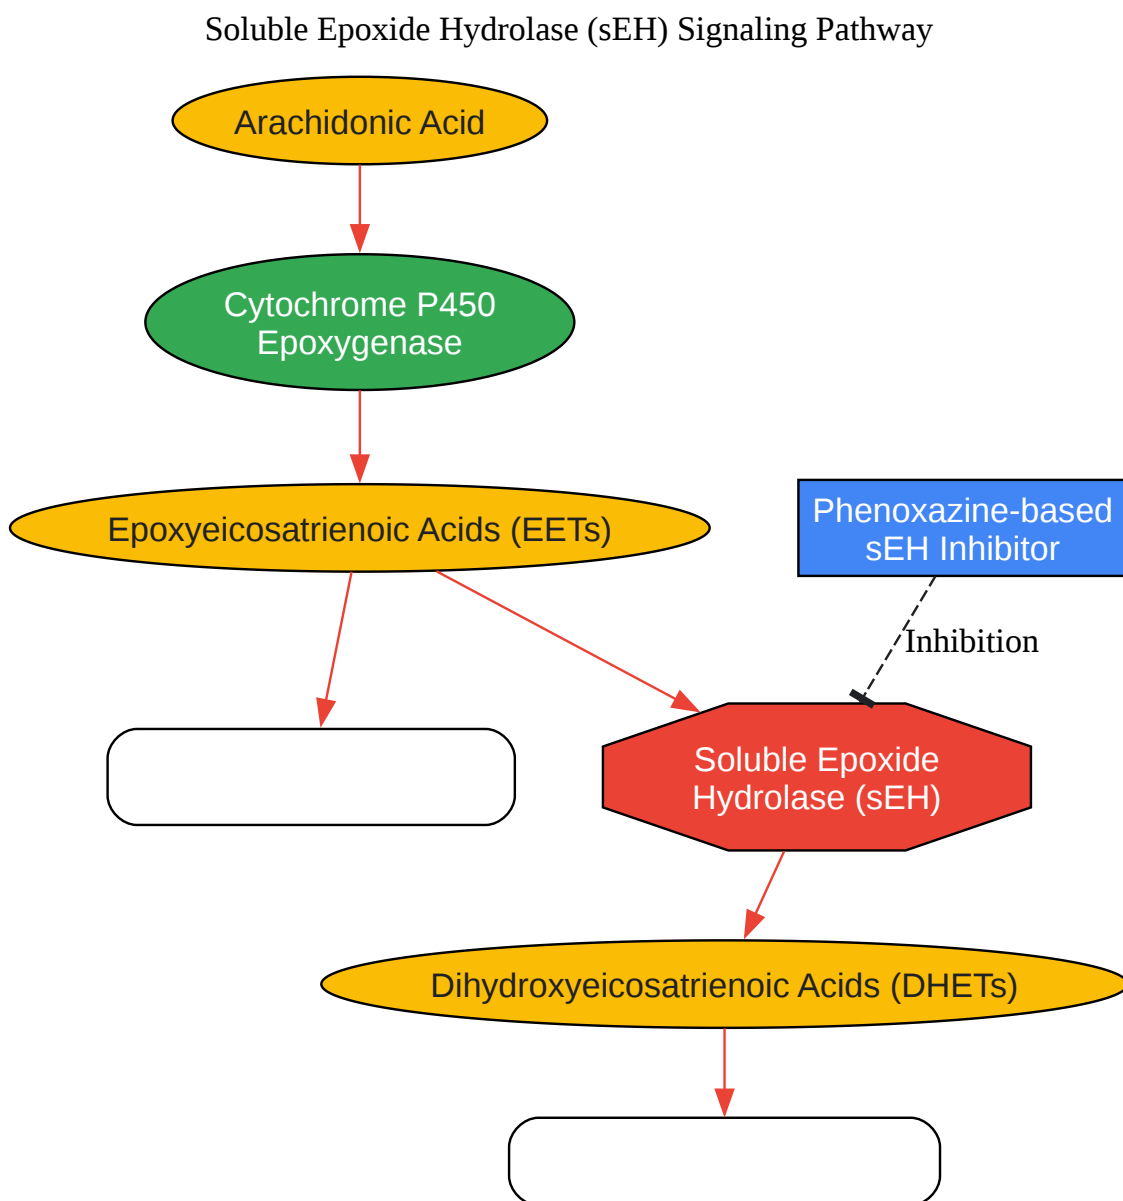 Soluble Epoxide Hydrolase (sEH) Signaling Pathway
Arachidonic Acid
Cytochrome P450
Epoxygenase
Epoxyeicosatrienoic Acids (EETs)
Phenoxazine-based
sEH Inhibitor
Inhibition
Soluble Epoxide
Hydrolase (sEH)
Dihydroxyeicosatrienoic Acids (DHETs)